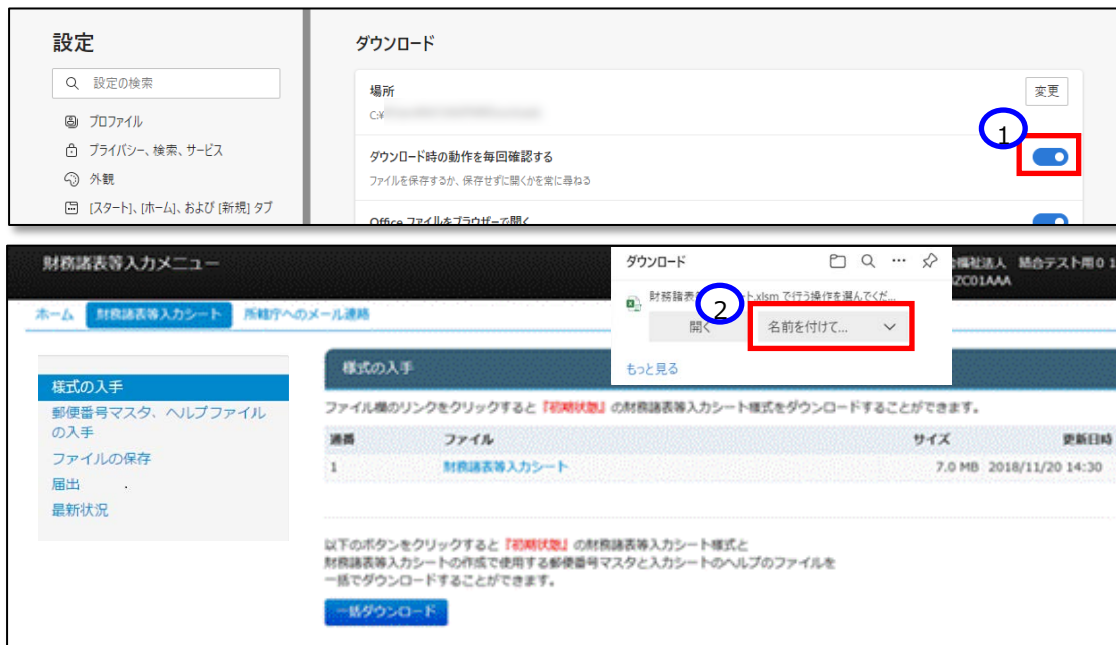 設定
設定の検索
プロファイル
プライバシー、検索、サービス
外観
[スタート]、[ホーム]、および [新規] タブ
ダウンロード
場所
C:¥
変更
1
ダウンロード時の動作を毎回確認する
ファイルを保存するか、保存せずに開くかを常に尋ねる
Office ファイルをブラウザーで開く
財務諸表等入力メニュー
福祉法人 結合テスト用01
ZC01AAA
ホーム
財務諸表等入力シート
所轄庁へのメール連絡
ダウンロード
財務諸表 ト.xlsm で行う操作を選んでくだ...
2
開く
名前を付けて...
もっと見る
様式の入手
郵便番号マスタ、ヘルプファイル
の入手
ファイルの保存
届出
最新状況
様式の入手
ファイル欄のリンクをクリックすると『初期状態』の財務諸表等入力シート様式をダウンロードすることができます。
通番 ファイル サイズ 更新日時
1 財務諸表等入力シート 7.0 MB 2018/11/20 14:30
以下のボタンをクリックすると『初期状態』の財務諸表等入力シート様式と
財務諸表等入力シートの作成で使用する郵便番号マスタと入力シートのヘルプのファイルを
一括でダウンロードすることができます。
一括ダウンロード